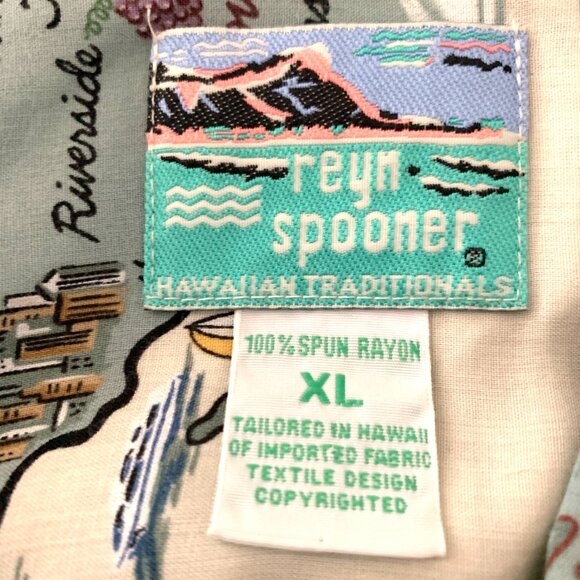 Riverside
reyn
spooner
HAWAIIAN TRADITIONALS
100% SPUN RAYON
XL
TAILORED IN HAWAII
OF IMPORTED FABRIC
TEXTILE DESIGN
COPYRIGHTED